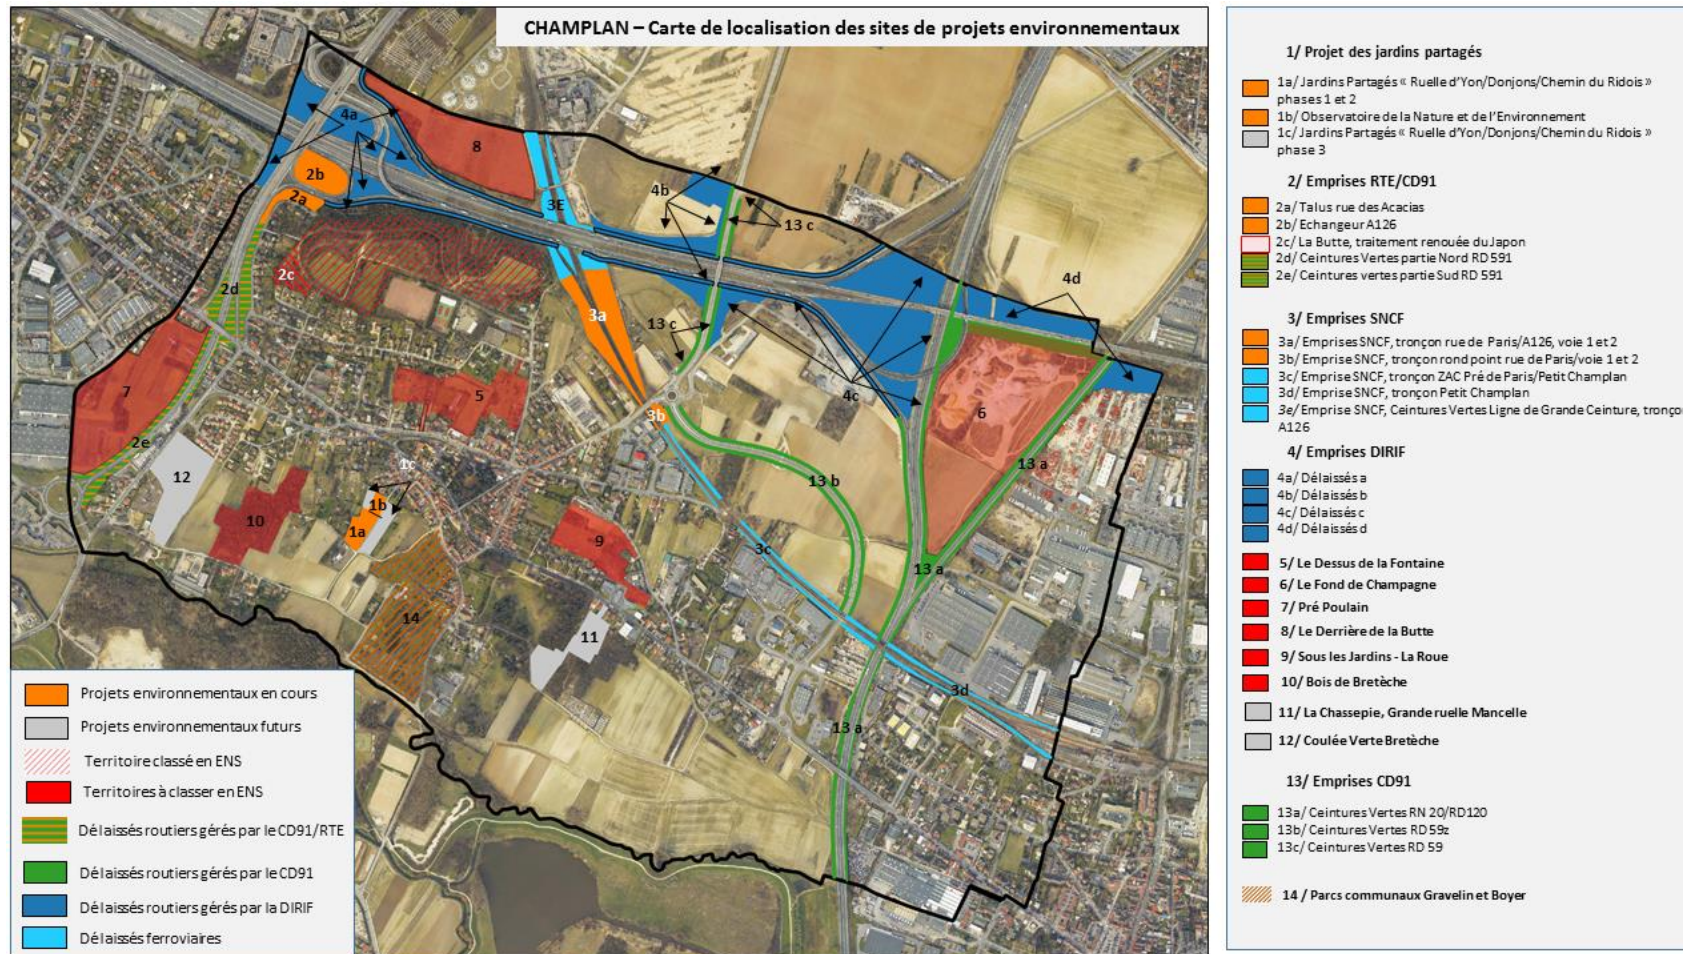 CHAMPLAN – Carte de localisation des sites de projets environnementaux
4a
8
2b
2a
3E
4b
13 c
2c
4d
2d
3a
13 c
7
5
4c
6
3b
2e
1c
13 a
12
13 b
1b
10
1a
9
3c
13 a
14
11
3d
13 a
Projets environnementaux en cours
Projets environnementaux futurs
Territoire classé en ENS
Territoires à classer en ENS
Délaissés routiers gérés par le CD91/RTE
Délaissés routiers gérés par le CD91
Délaissés routiers gérés par la DIRIF
Délaissés ferroviaires
1/ Projet des jardins partagés
1a/ Jardins Partagés « Ruelle d'Yon/Donjons/Chemin du Ridois »
phases 1 et 2
1b/ Observatoire de la Nature et de l'Environnement
1c/ Jardins Partagés « Ruelle d'Yon/Donjons/Chemin du Ridois »
phase 3
2/ Emprises RTE/CD91
2a/ Talus rue des Acacias
2b/ Echangeur A126
2c/ La Butte, traitement renouée du Japon
2d/ Ceintures Vertes partie Nord RD 591
2e/ Ceintures vertes partie Sud RD 591
3/ Emprises SNCF
3a/ Emprises SNCF, tronçon rue de Paris/A126, voie 1 et 2
3b/ Emprise SNCF, tronçon rond point rue de Paris/voie 1 et 2
3c/ Emprise SNCF, tronçon ZAC Pré de Paris/Petit Champlan
3d/ Emprise SNCF, tronçon Petit Champlan
3e/ Emprise SNCF, Ceintures Vertes Ligne de Grande Ceinture, tronço
A126
4/ Emprises DIRIF
4a/ Délaissés a
4b/ Délaissés b
4c/ Délaissés c
4d/ Délaissés d
5/ Le Dessus de la Fontaine
6/ Le Fond de Champagne
7/ Pré Poulain
8/ Le Derrière de la Butte
9/ Sous les Jardins - La Roue
10/ Bois de Bretèche
11/ La Chassepie, Grande ruelle Mancelle
12/ Coulée Verte Bretèche
13/ Emprises CD91
13a/ Ceintures Vertes RN 20/RD120
13b/ Ceintures Vertes RD 59z
13c/ Ceintures Vertes RD 59
14 / Parcs communaux Gravelin et Boyer